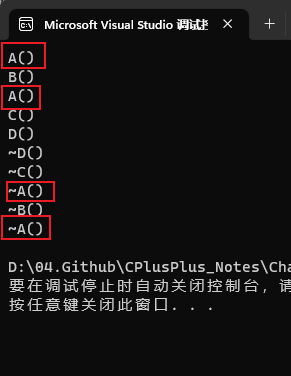 Microsoft Visual Studio 调试
A()
B()
A()
C()
D()
~D()
~C()
~A()
~B()
~A()
D:\04.Github\CPlusPlus_Notes\Cha
要在调试停止时自动关闭控制台，请
按任意键关闭此窗口. . .